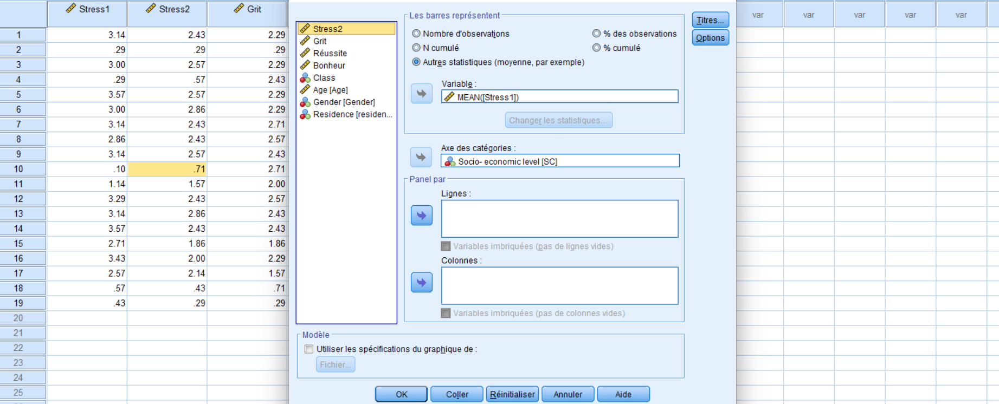 Stress1 Stress2 Grit
1 3.14 2.43 2.29
2 .29 .29 .29
3 3.00 2.57 2.29
4 .29 .57 2.43
5 3.57 2.57 2.29
6 3.00 2.86 2.29
7 3.14 2.43 2.71
8 2.86 2.43 2.57
9 3.14 2.57 2.43
10 .10 .71 2.71
11 1.14 1.57 2.00
12 3.29 2.43 2.57
13 3.14 2.86 2.43
14 3.57 2.43 2.43
15 2.71 1.86 1.86
16 3.43 2.00 2.29
17 2.57 2.14 1.57
18 .57 .43 .71
19 .43 .29 .29
20
21
22
23
24
25
Stress2
Grit
Réussite
Bonheur
Class
Age [Age]
Gender [Gender]
Residence [residen...
Les barres représentent
Nombre d'observations % des observations
N cumulé % cumulé
Autres statistiques (moyenne, par exemple)
Variable :
MEAN([Stress1])
Changer les statistiques...
Axe des catégories :
Socio- economic level [SC]
Panel par
Lignes :
Variables imbriquées (pas de lignes vides)
Colonnes :
Variables imbriquées (pas de colonnes vides)
Modèle
Utiliser les spécifications du graphique de :
Fichier...
OK Coller Réinitialiser Annuler Aide
Titres...
Options
var var var var var